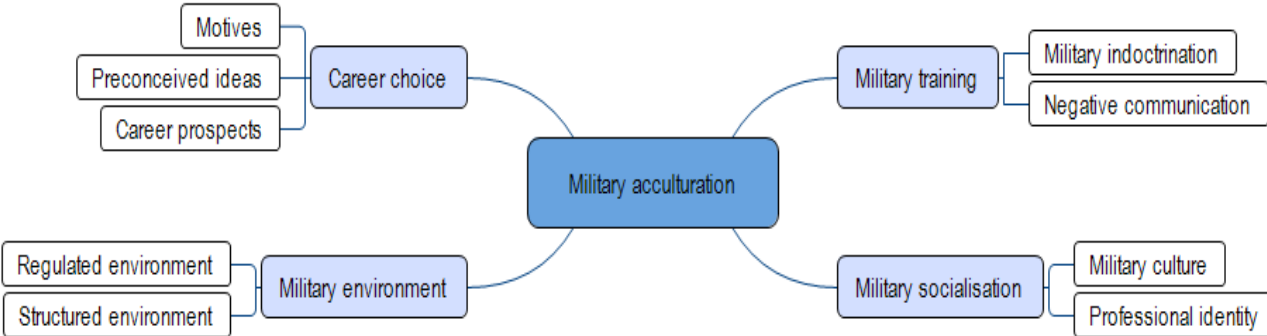 Motives
Preconceived ideas
Career prospects
Career choice
Military training
Military indoctrination
Negative communication
Military acculturation
Regulated environment
Structured environment
Military environment
Military socialisation
Military culture
Professional identity